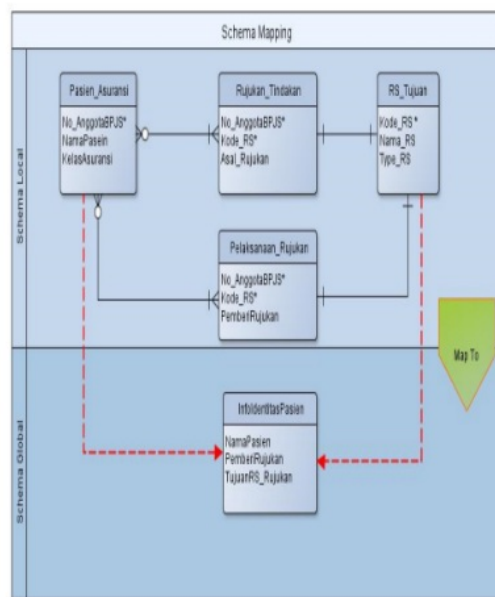 Schema Mapping
Schema Local
Pasien_Asuransi
No_AnggotaBPJS*
NamaPasein
KelasAsuransi
Rujukan_Tindakan
No_AnggotaBPJS*
Kode_RS*
Asal_Rujukan
RS_Tujuan
Kode_RS *
Nama_RS
Type_RS
Pelaksanaan_Rujukan
No_AnggotaBPJS*
Kode_RS*
PemberiRujukan
Map To
Schema Global
InfoIdentitasPasien
NamaPasien
PemberiRujukan
TujuanRS_Rujukan